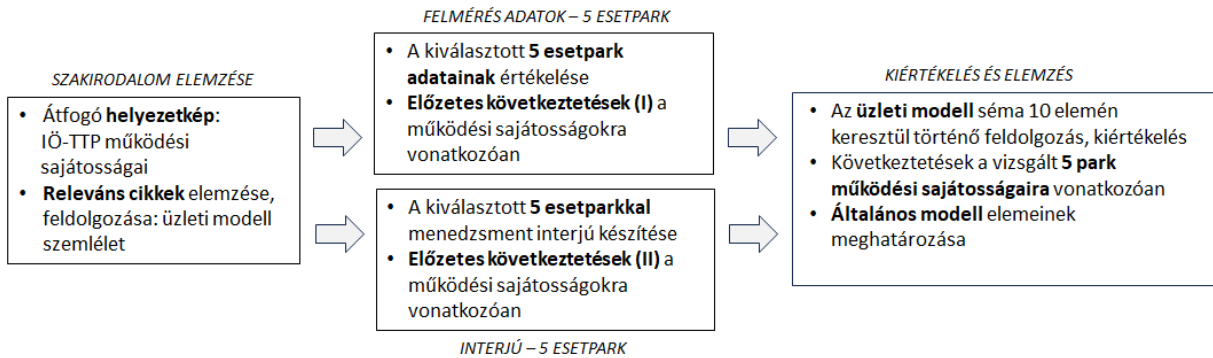 SZAKIRODALOM ELEMZÉSE
• Átfogó helyezetkép:
IÖ-TTP működési
sajátosságai
• Releváns cikkek elemzése,
feldolgozása: üzleti modell
szemlélet
FELMÉRÉS ADATOK – 5 ESETPARK
• A kiválasztott 5 esetpark
adatainak értékelése
• Előzetes következtetések (I) a
működési sajátosságokra
vonatkozóan
• A kiválasztott 5 esetparkkal
menedzsment interjú készítése
• Előzetes következtetések (II) a
működési sajátosságokra
vonatkozóan
INTERJÚ – 5 ESETPARK
KIÉRTÉKELÉS ÉS ELEMZÉS
• Az üzleti modell séma 10 elemén
keresztül történő feldolgozás, kiértékelés
• Következtetések a vizsgált 5 park
működési sajátosságaira vonatkozóan
• Általános modell elemeinek
meghatározása